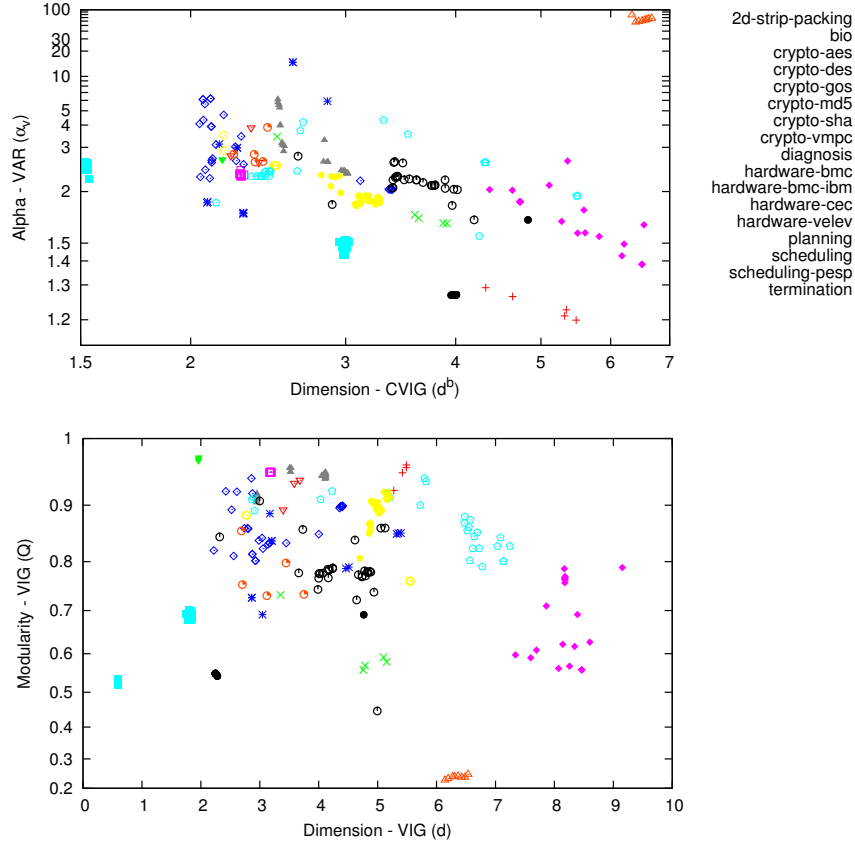 100
50
30
20
10
5
4
3
2
1.5
1.4
1.3
1.2
Alpha - VAR (αv)
1.5
2
3
4
5
6
7
Dimension - CVIG (d^b)
2d-strip-packing
bio
crypto-aes
crypto-des
crypto-gos
crypto-md5
crypto-sha
crypto-vmpc
diagnosis
hardware-bmc
hardware-bmc-ibm
hardware-cec
hardware-velev
planning
scheduling
scheduling-pesp
termination
1
0.9
0.8
0.7
0.6
0.5
0.4
0.3
0.2
Modularity - VIG (Q)
0
1
2
3
4
5
6
7
8
9
10
Dimension - VIG (d)